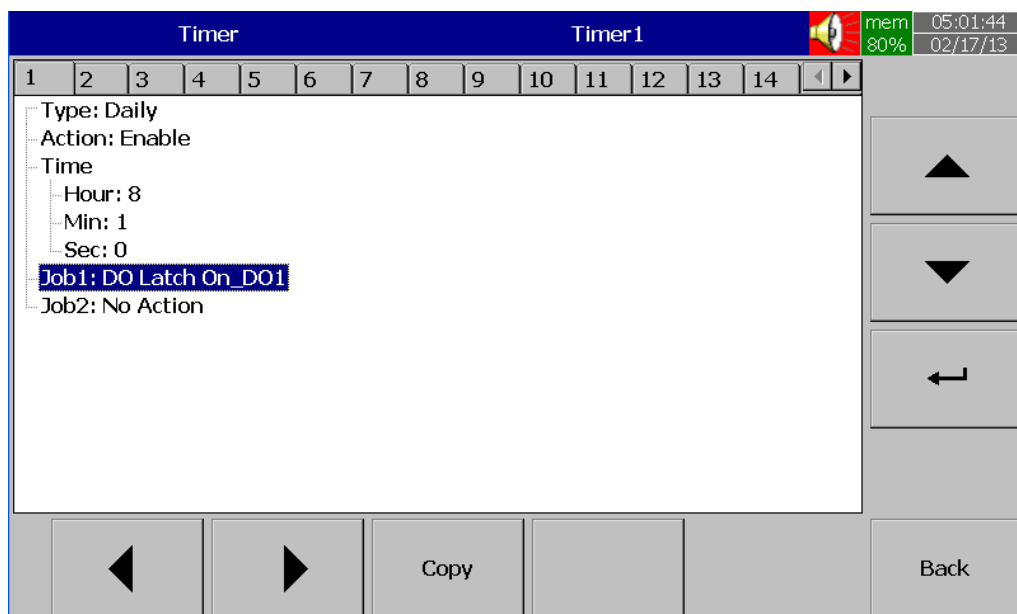 Timer Timer1 mem 05:01:44
80% 02/17/13
1 2 3 4 5 6 7 8 9 10 11 12 13 14
Type: Daily
Action: Enable
Time
Hour: 8
Min: 1
Sec: 0
Job1: DO Latch On_DO1
Job2: No Action
Copy Back